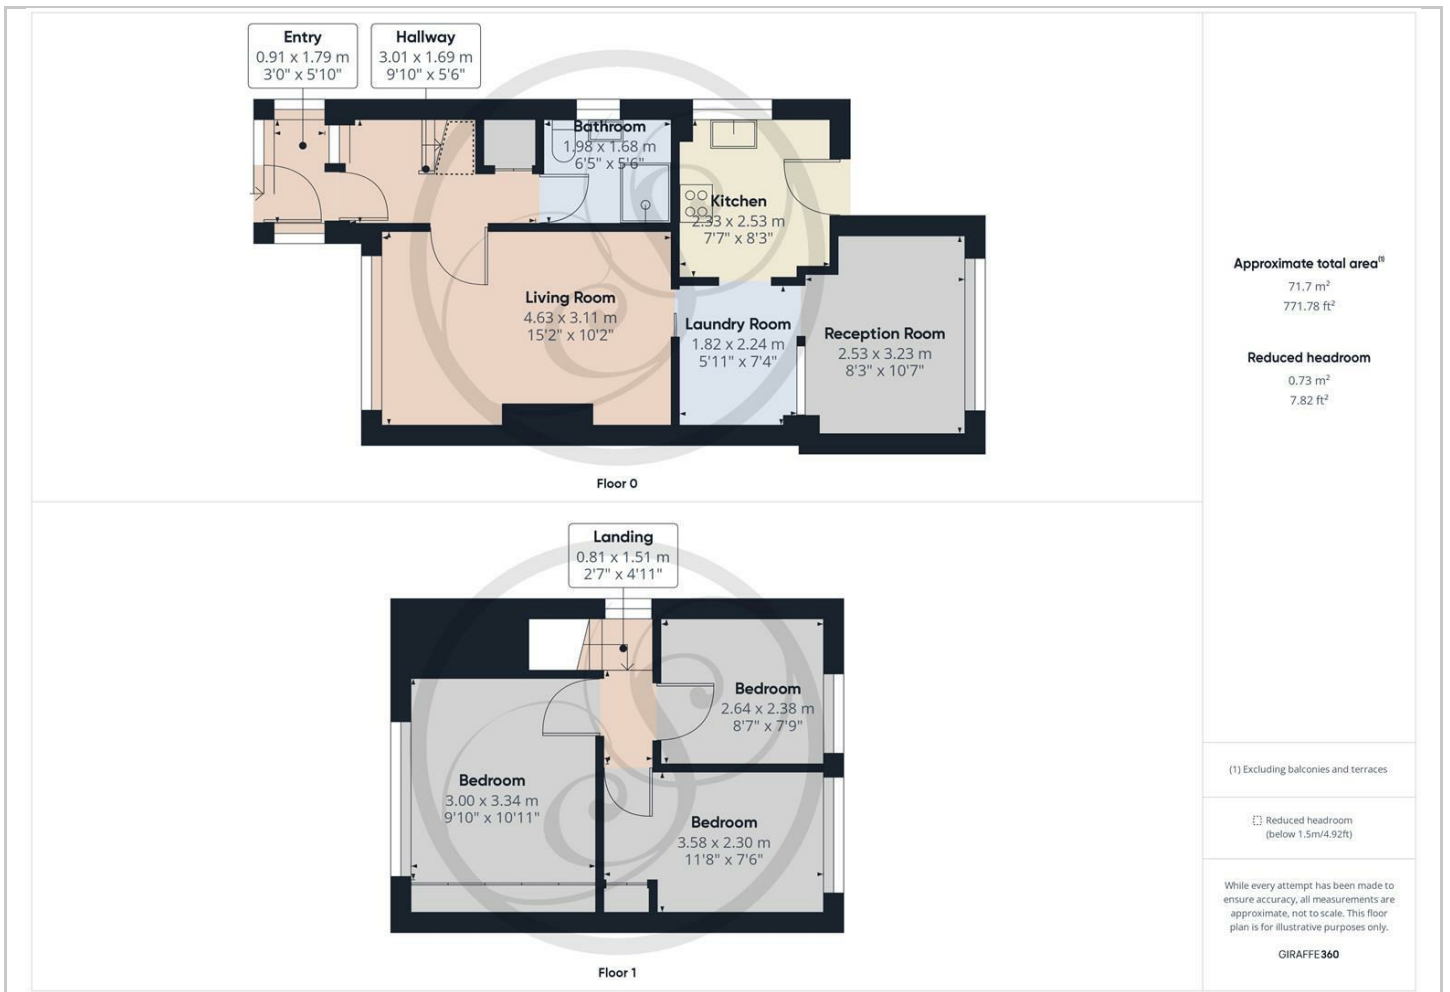 Entry
0.91 x 1.79 m
3'0" x 5'10"
Hallway
3.01 x 1.69 m
9'10" x 5'6"
Bathroom
1.98 x 1.68 m
6'5" x 5'6"
Kitchen
2.33 x 2.53 m
7'7" x 8'3"
Living Room
4.63 x 3.11 m
15'2" x 10'2"
Laundry Room
1.82 x 2.24 m
5'11" x 7'4"
Reception Room
2.53 x 3.23 m
8'3" x 10'7"
Floor 0
Landing
0.81 x 1.51 m
2'7" x 4'11"
Bedroom
2.64 x 2.38 m
8'7" x 7'9"
Bedroom
3.00 x 3.34 m
9'10" x 10'11"
Bedroom
3.58 x 2.30 m
11'8" x 7'6"
Floor 1
Approximate total area(1)
71.7 m²
771.78 ft²
Reduced headroom
0.73 m²
7.82 ft²
(1) Excluding balconies and terraces
Reduced headroom
(below 1.5m/4.92ft)
While every attempt has been made to
ensure accuracy, all measurements are
approximate, not to scale. This floor
plan is for illustrative purposes only.
GIRAFFE360